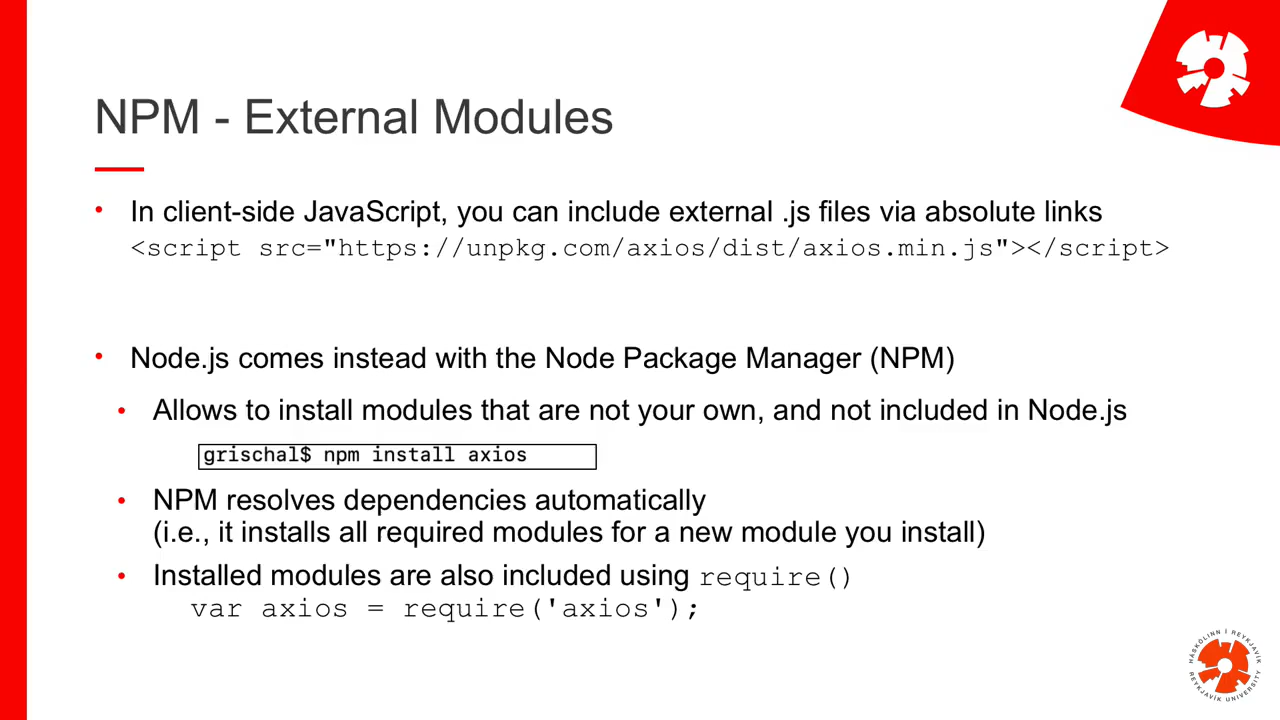 NPM - External Modules
• In client-side JavaScript, you can include external .js files via absolute links
<script src="https://unpkg.com/axios/dist/axios.min.js"></script>
• Node.js comes instead with the Node Package Manager (NPM)
• Allows to install modules that are not your own, and not included in Node.js
grischal$ npm install axios
• NPM resolves dependencies automatically
(i.e., it installs all required modules for a new module you install)
• Installed modules are also included using require()
var axios = require('axios');
HÁSKÓLINN Í REYKJAVÍK
REYKJAVÍK UNIVERSITY